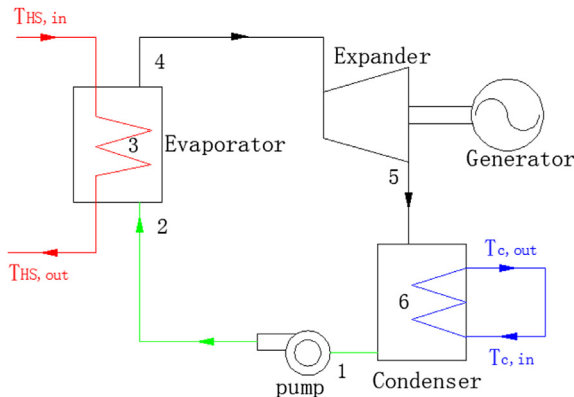 THS,in
4
Expander
3
Evaporator
Generator
5
2
THS,out
Tc,out
6
Tc,in
1
pump
Condenser